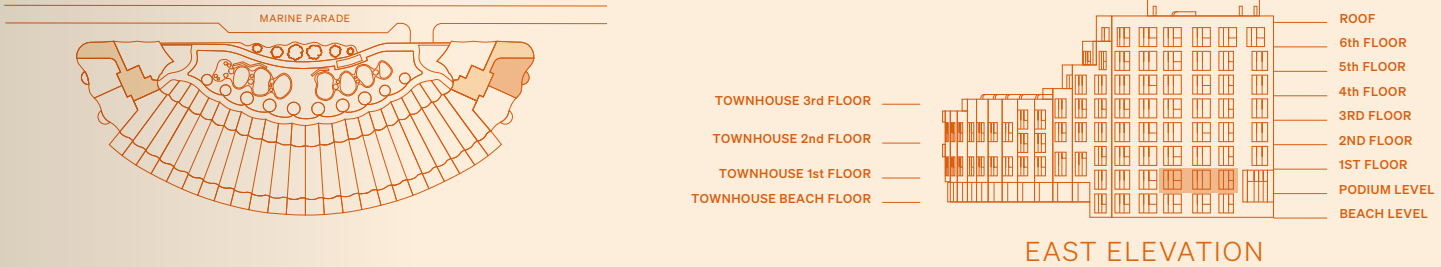 MARINE PARADE
TOWNHOUSE 3rd FLOOR
TOWNHOUSE 2nd FLOOR
TOWNHOUSE 1st FLOOR
TOWNHOUSE BEACH FLOOR
ROOF
6th FLOOR
5th FLOOR
4th FLOOR
3RD FLOOR
2ND FLOOR
1ST FLOOR
PODIUM LEVEL
BEACH LEVEL
EAST ELEVATION